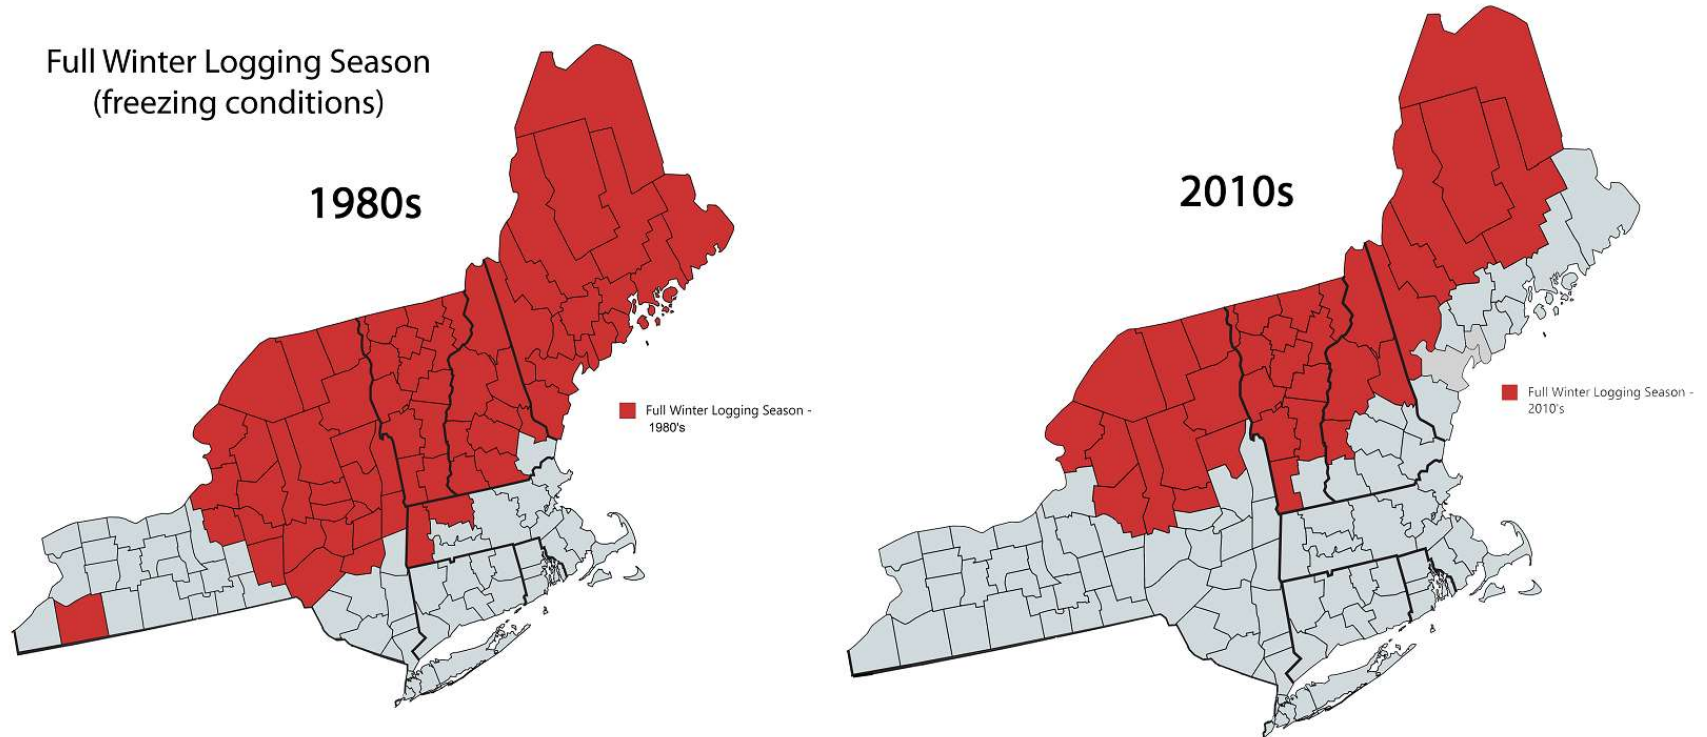 Full Winter Logging Season
(freezing conditions)
1980s
2010s
Full Winter Logging Season -
1980's
Full Winter Logging Season -
2010's